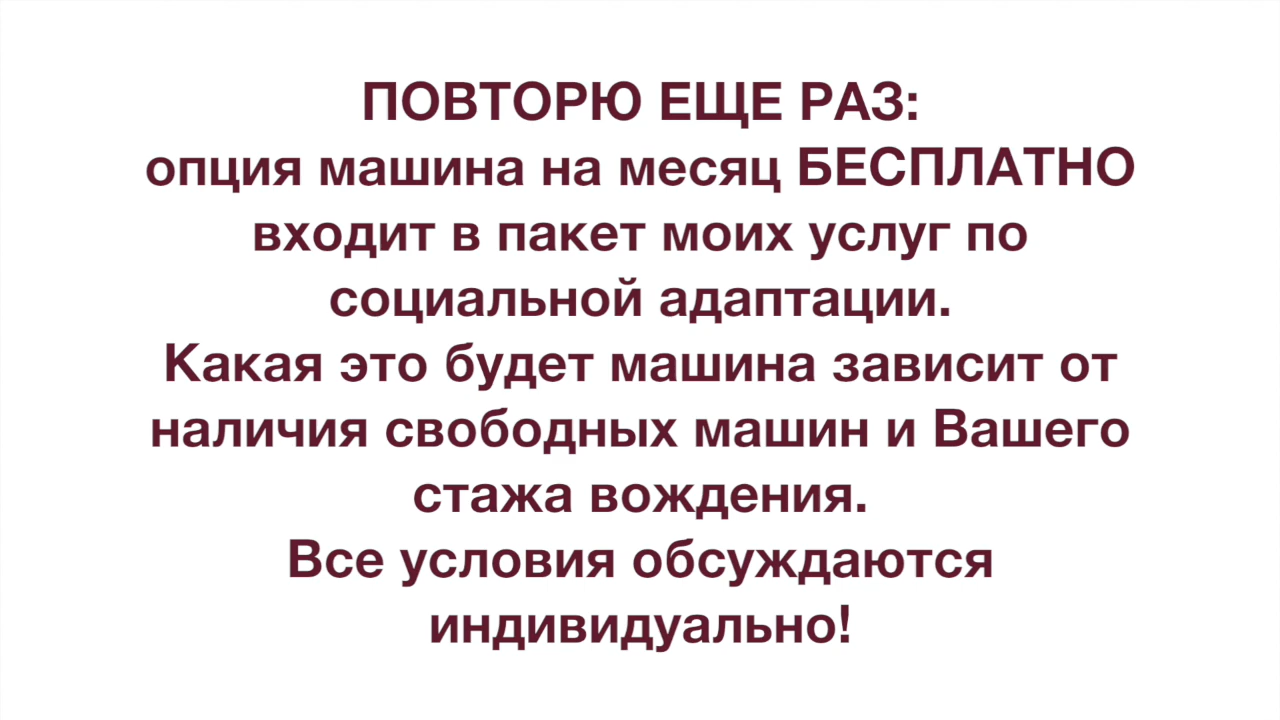 ПОВТОРЮ ЕЩЕ РАЗ:
опция машина на месяц БЕСПЛАТНО
входит в пакет моих услуг по
социальной адаптации.
Какая это будет машина зависит от
наличия свободных машин и Вашего
стажа вождения.
Все условия обсуждаются
индивидуально!